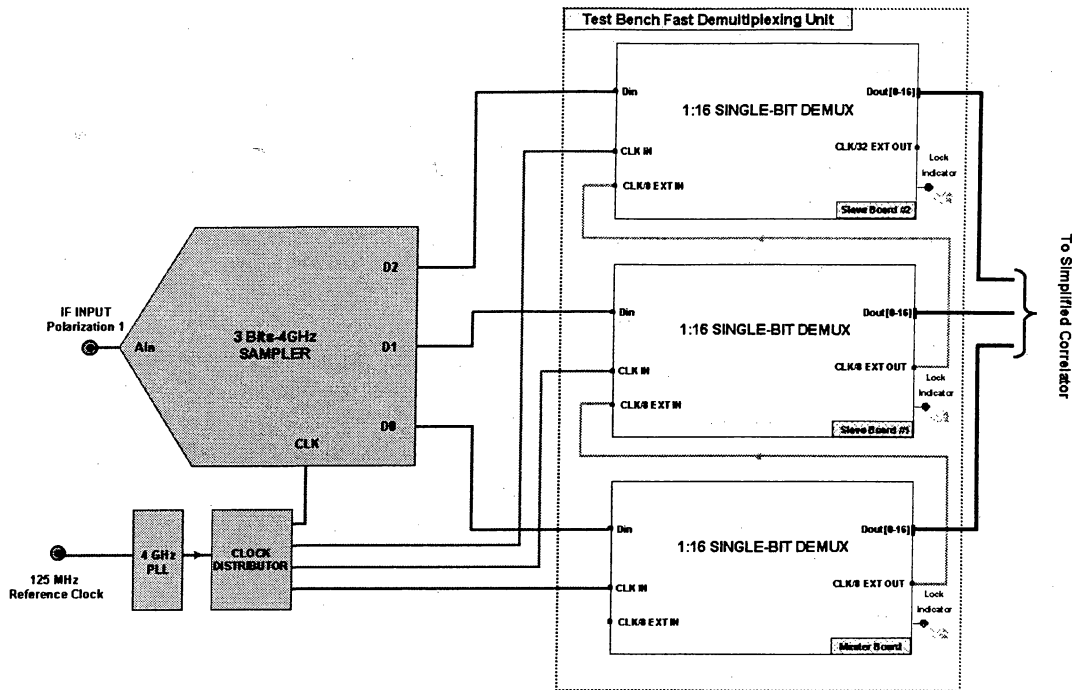 Test Bench Fast Demultiplexing Unit
Din
Dout[0-16]
1:16 SINGLE-BIT DEMUX
CLK IN
CLK/32 EXT OUT
Lock
Indicator
CLK/8 EXT IN
Slave Board #2
D2
Din
Dout[0-16]
1:16 SINGLE-BIT DEMUX
IF INPUT
Polarization 1
AIn
3 Bits-4GHz
SAMPLER
D1
CLK IN
CLK/8 EXT OUT
Lock
Indicator
CLK/8 EXT IN
Slave Board #1
D0
CLK
To Simplified Correlator
Din
Dout[0-16]
1:16 SINGLE-BIT DEMUX
4 GHz
PLL
CLOCK
DISTRIBUTOR
125 MHz
Reference Clock
CLK IN
CLK/8 EXT OUT
Lock
Indicator
CLK/8 EXT IN
Master Board